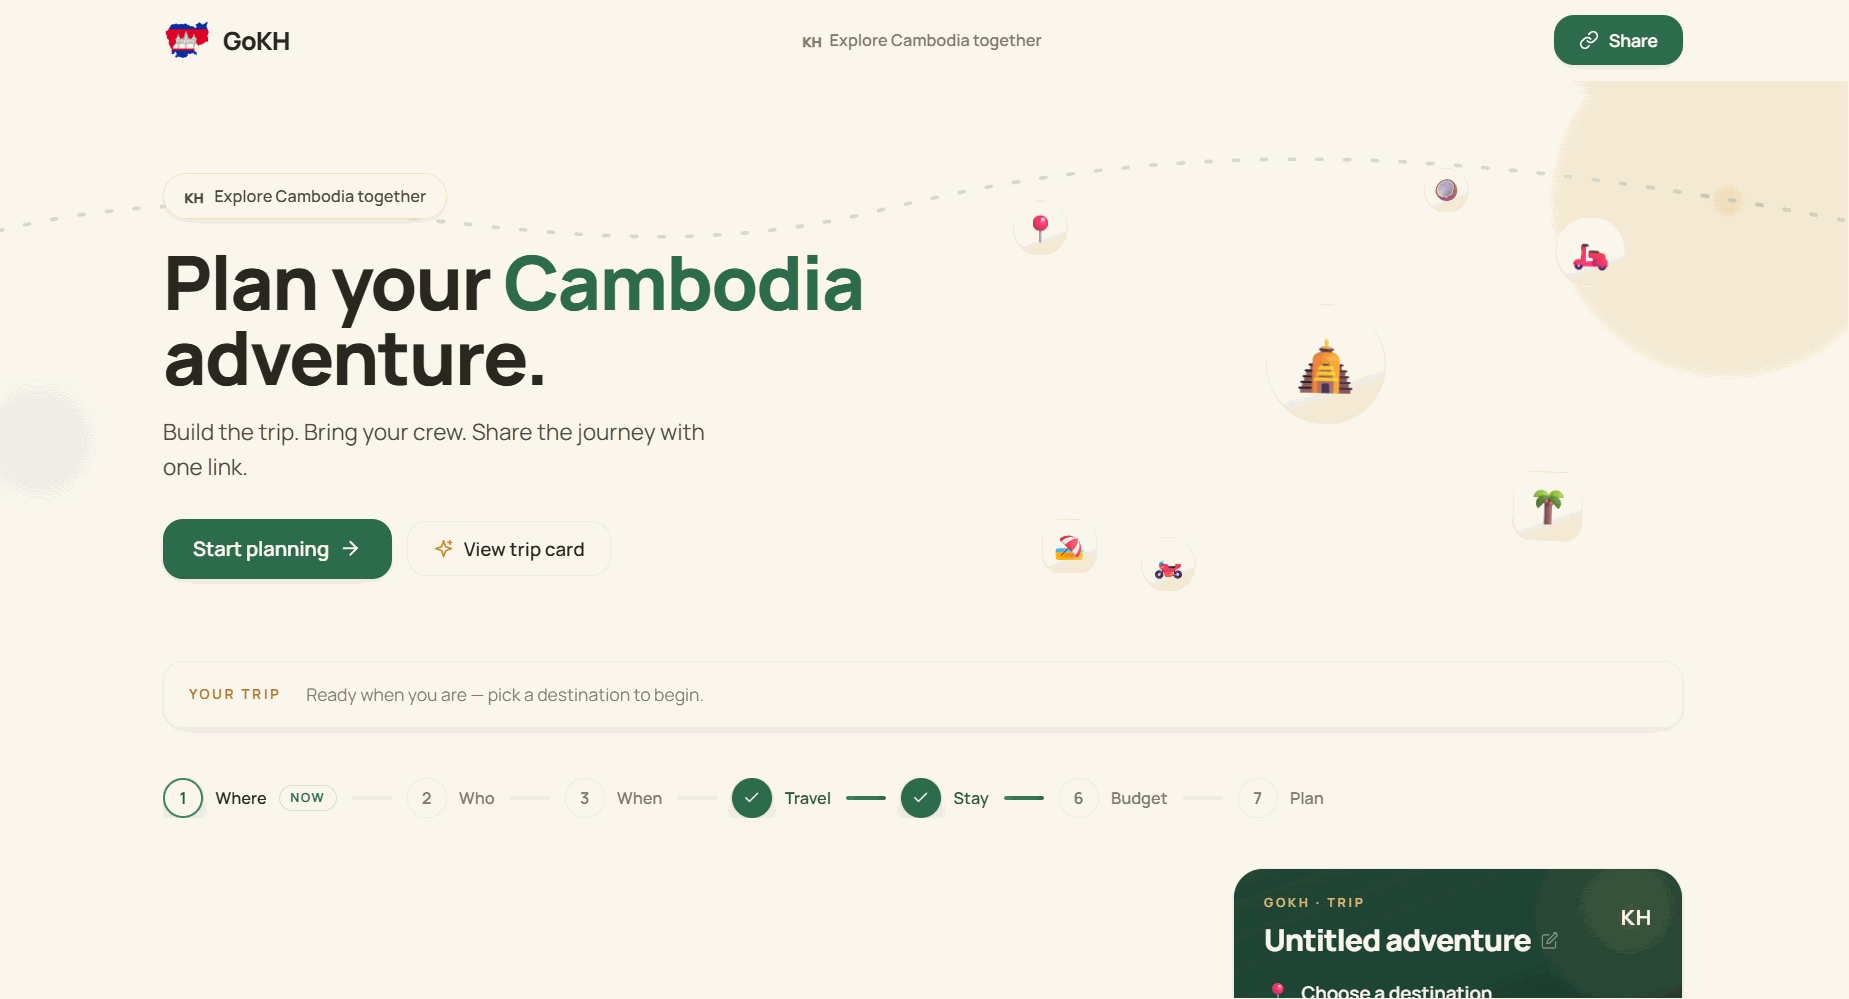 GoKH
KH Explore Cambodia together
Share
KH Explore Cambodia together
Plan your Cambodia
adventure.
Build the trip. Bring your crew. Share the journey with
one link.
Start planning
View trip card
YOUR TRIP Ready when you are — pick a destination to begin.
1 Where NOW 2 Who 3 When Travel Stay 6 Budget 7 Plan
GOKH · TRIP
KH
Untitled adventure
Choose a destination